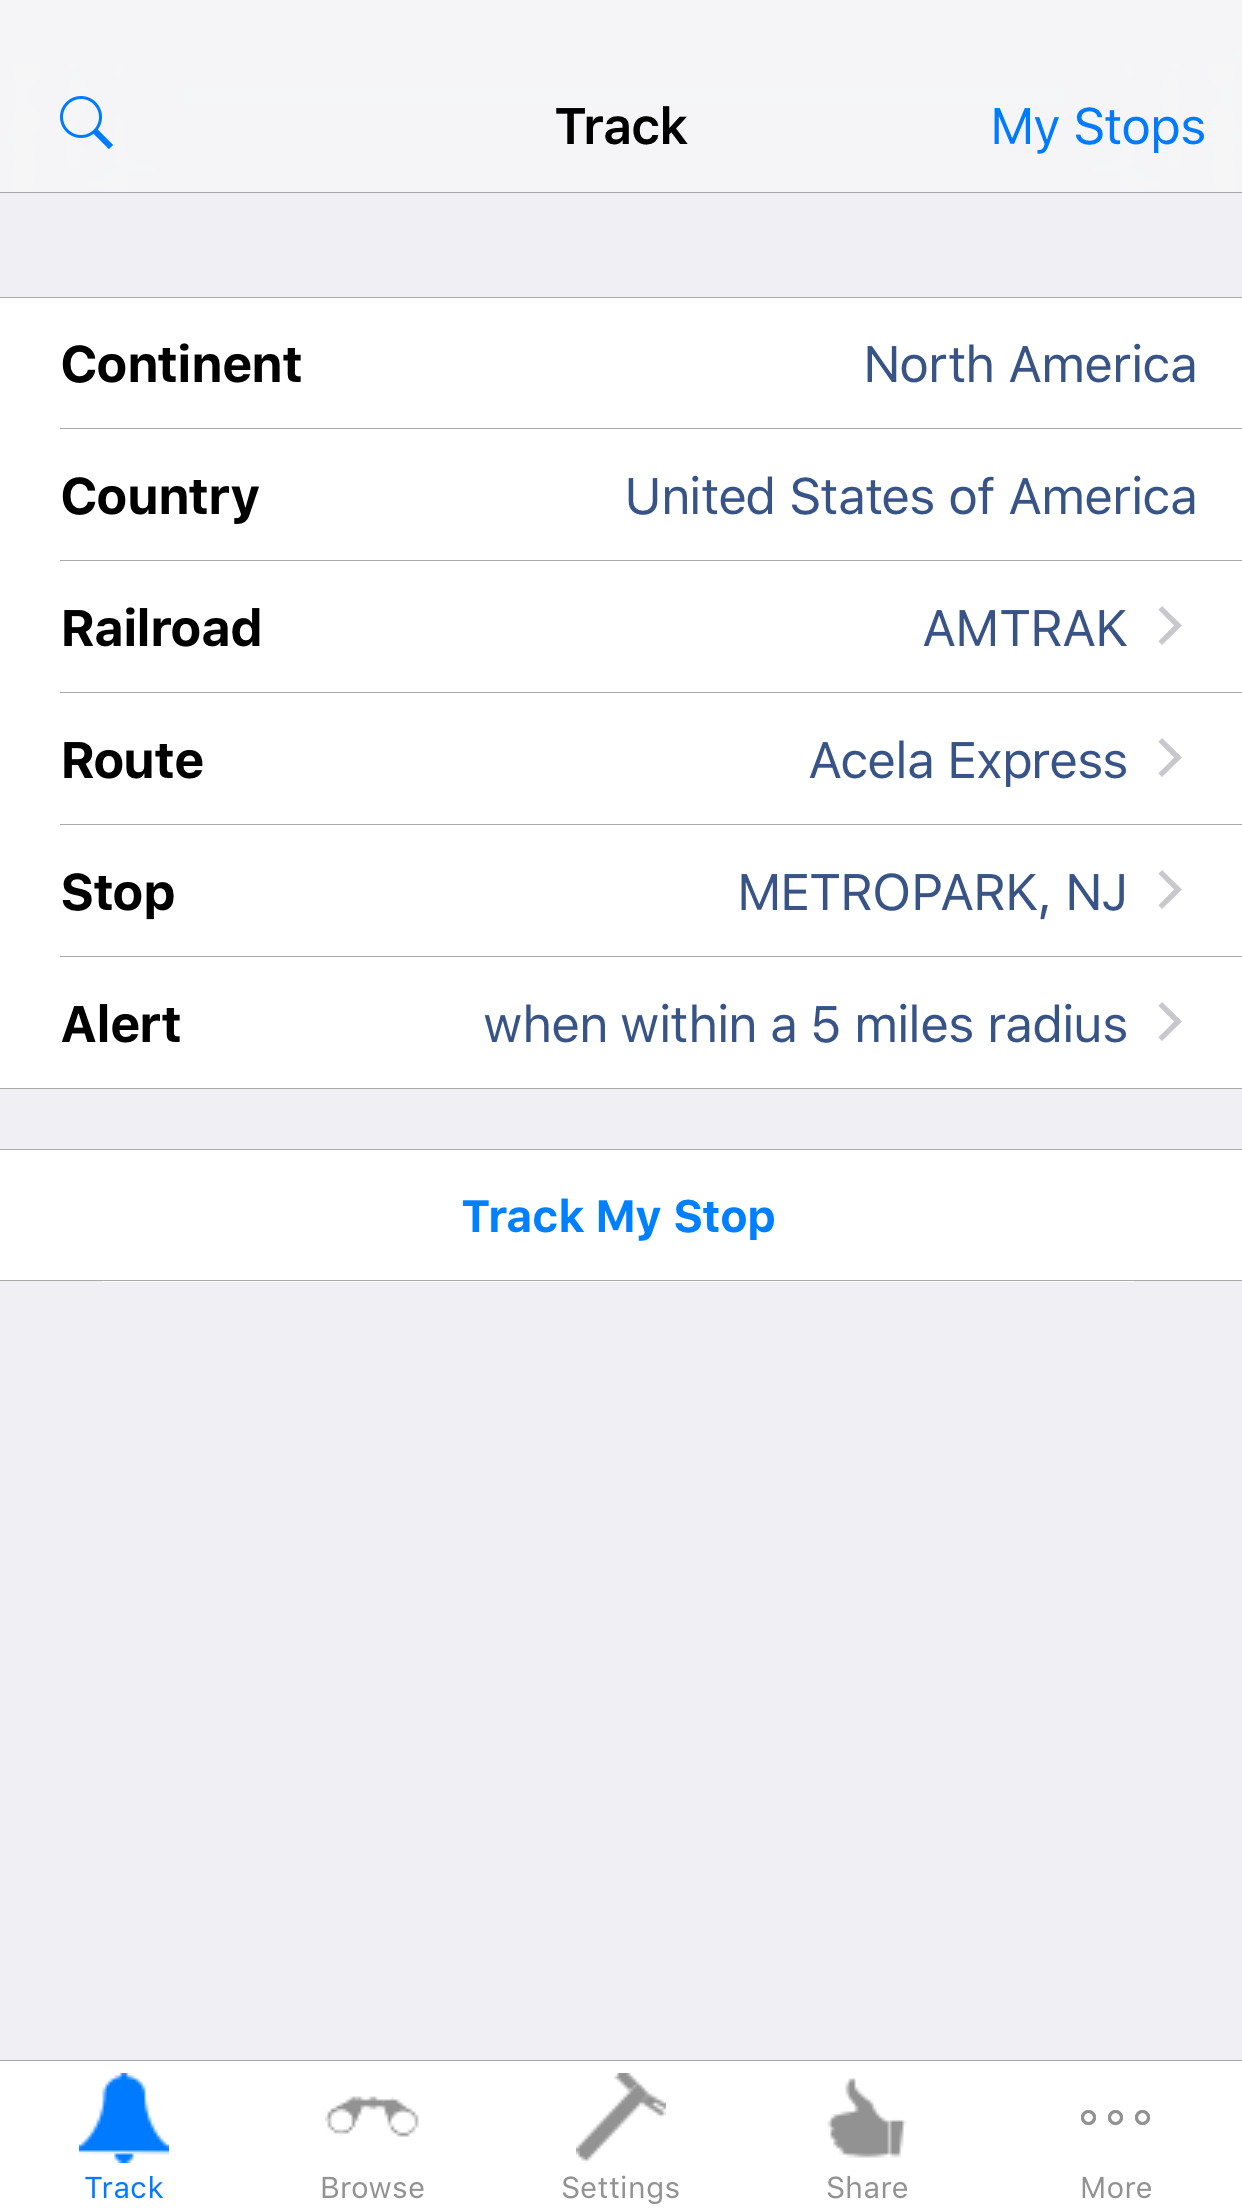 Track My Stops
Continent North America
Country United States of America
Railroad AMTRAK
Route Acela Express
Stop METROPARK, NJ
Alert when within a 5 miles radius
Track My Stop
Track Browse Settings Share More